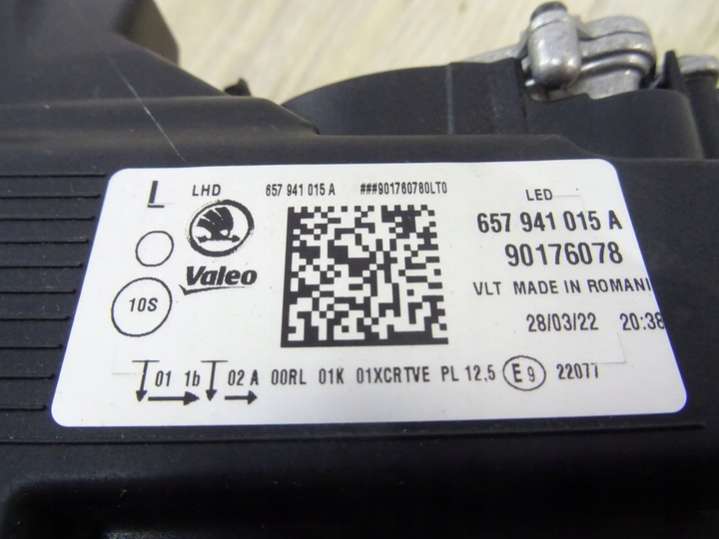 L LHD 657 941 015 A ###901760780LT0
LED
657 941 015 A
Valeo
90176078
VLT MADE IN ROMANI
10S
28/03/22 20:38
01 1b 02 A 00RL 01K 01XCRTVE PL 12.5 E9 22077